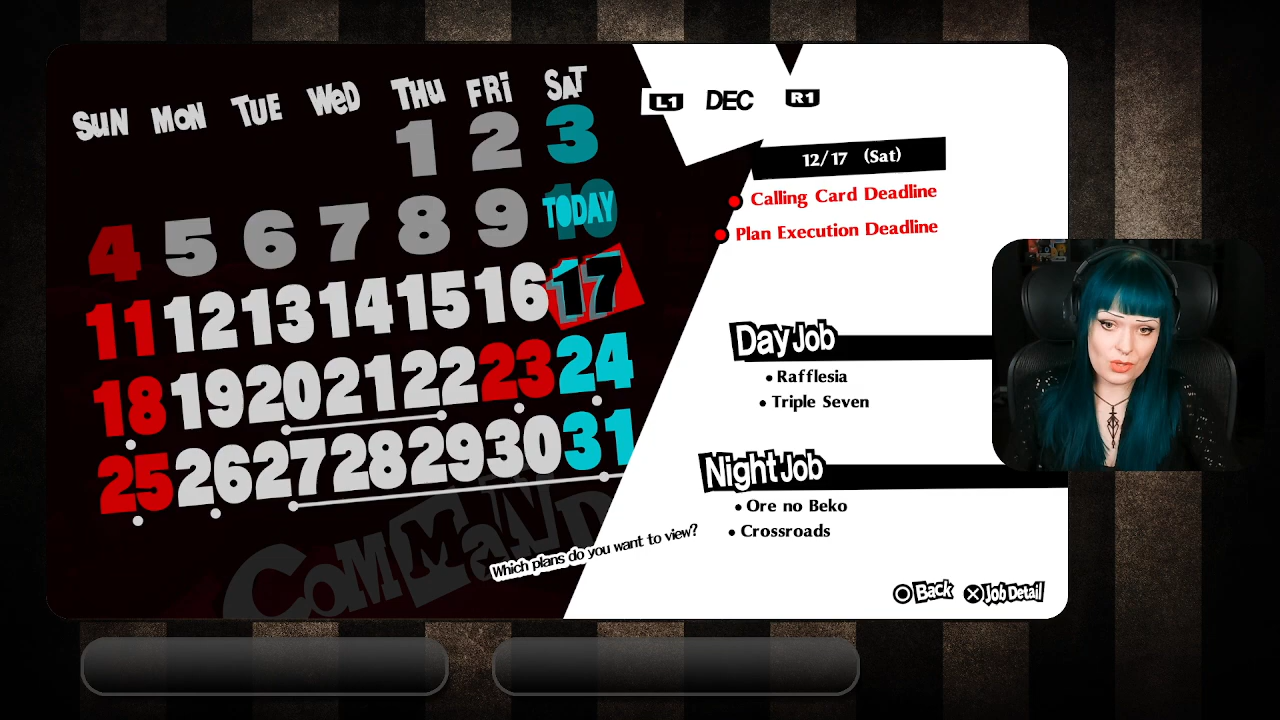 SUN MON TUE WED THU FRI SAT
1 2 3
4 5 6 7 8 9 10 TODAY
11 12 13 14 15 16 17
18 19 20 21 22 23 24
25 26 27 28 29 30 31
COMMAND
Which plans do you want to view?
L1 DEC R1
12/17 (Sat)
Calling Card Deadline
Plan Execution Deadline
Day Job
• Rafflesia
• Triple Seven
Night Job
• Ore no Beko
• Crossroads
Back Job Detail